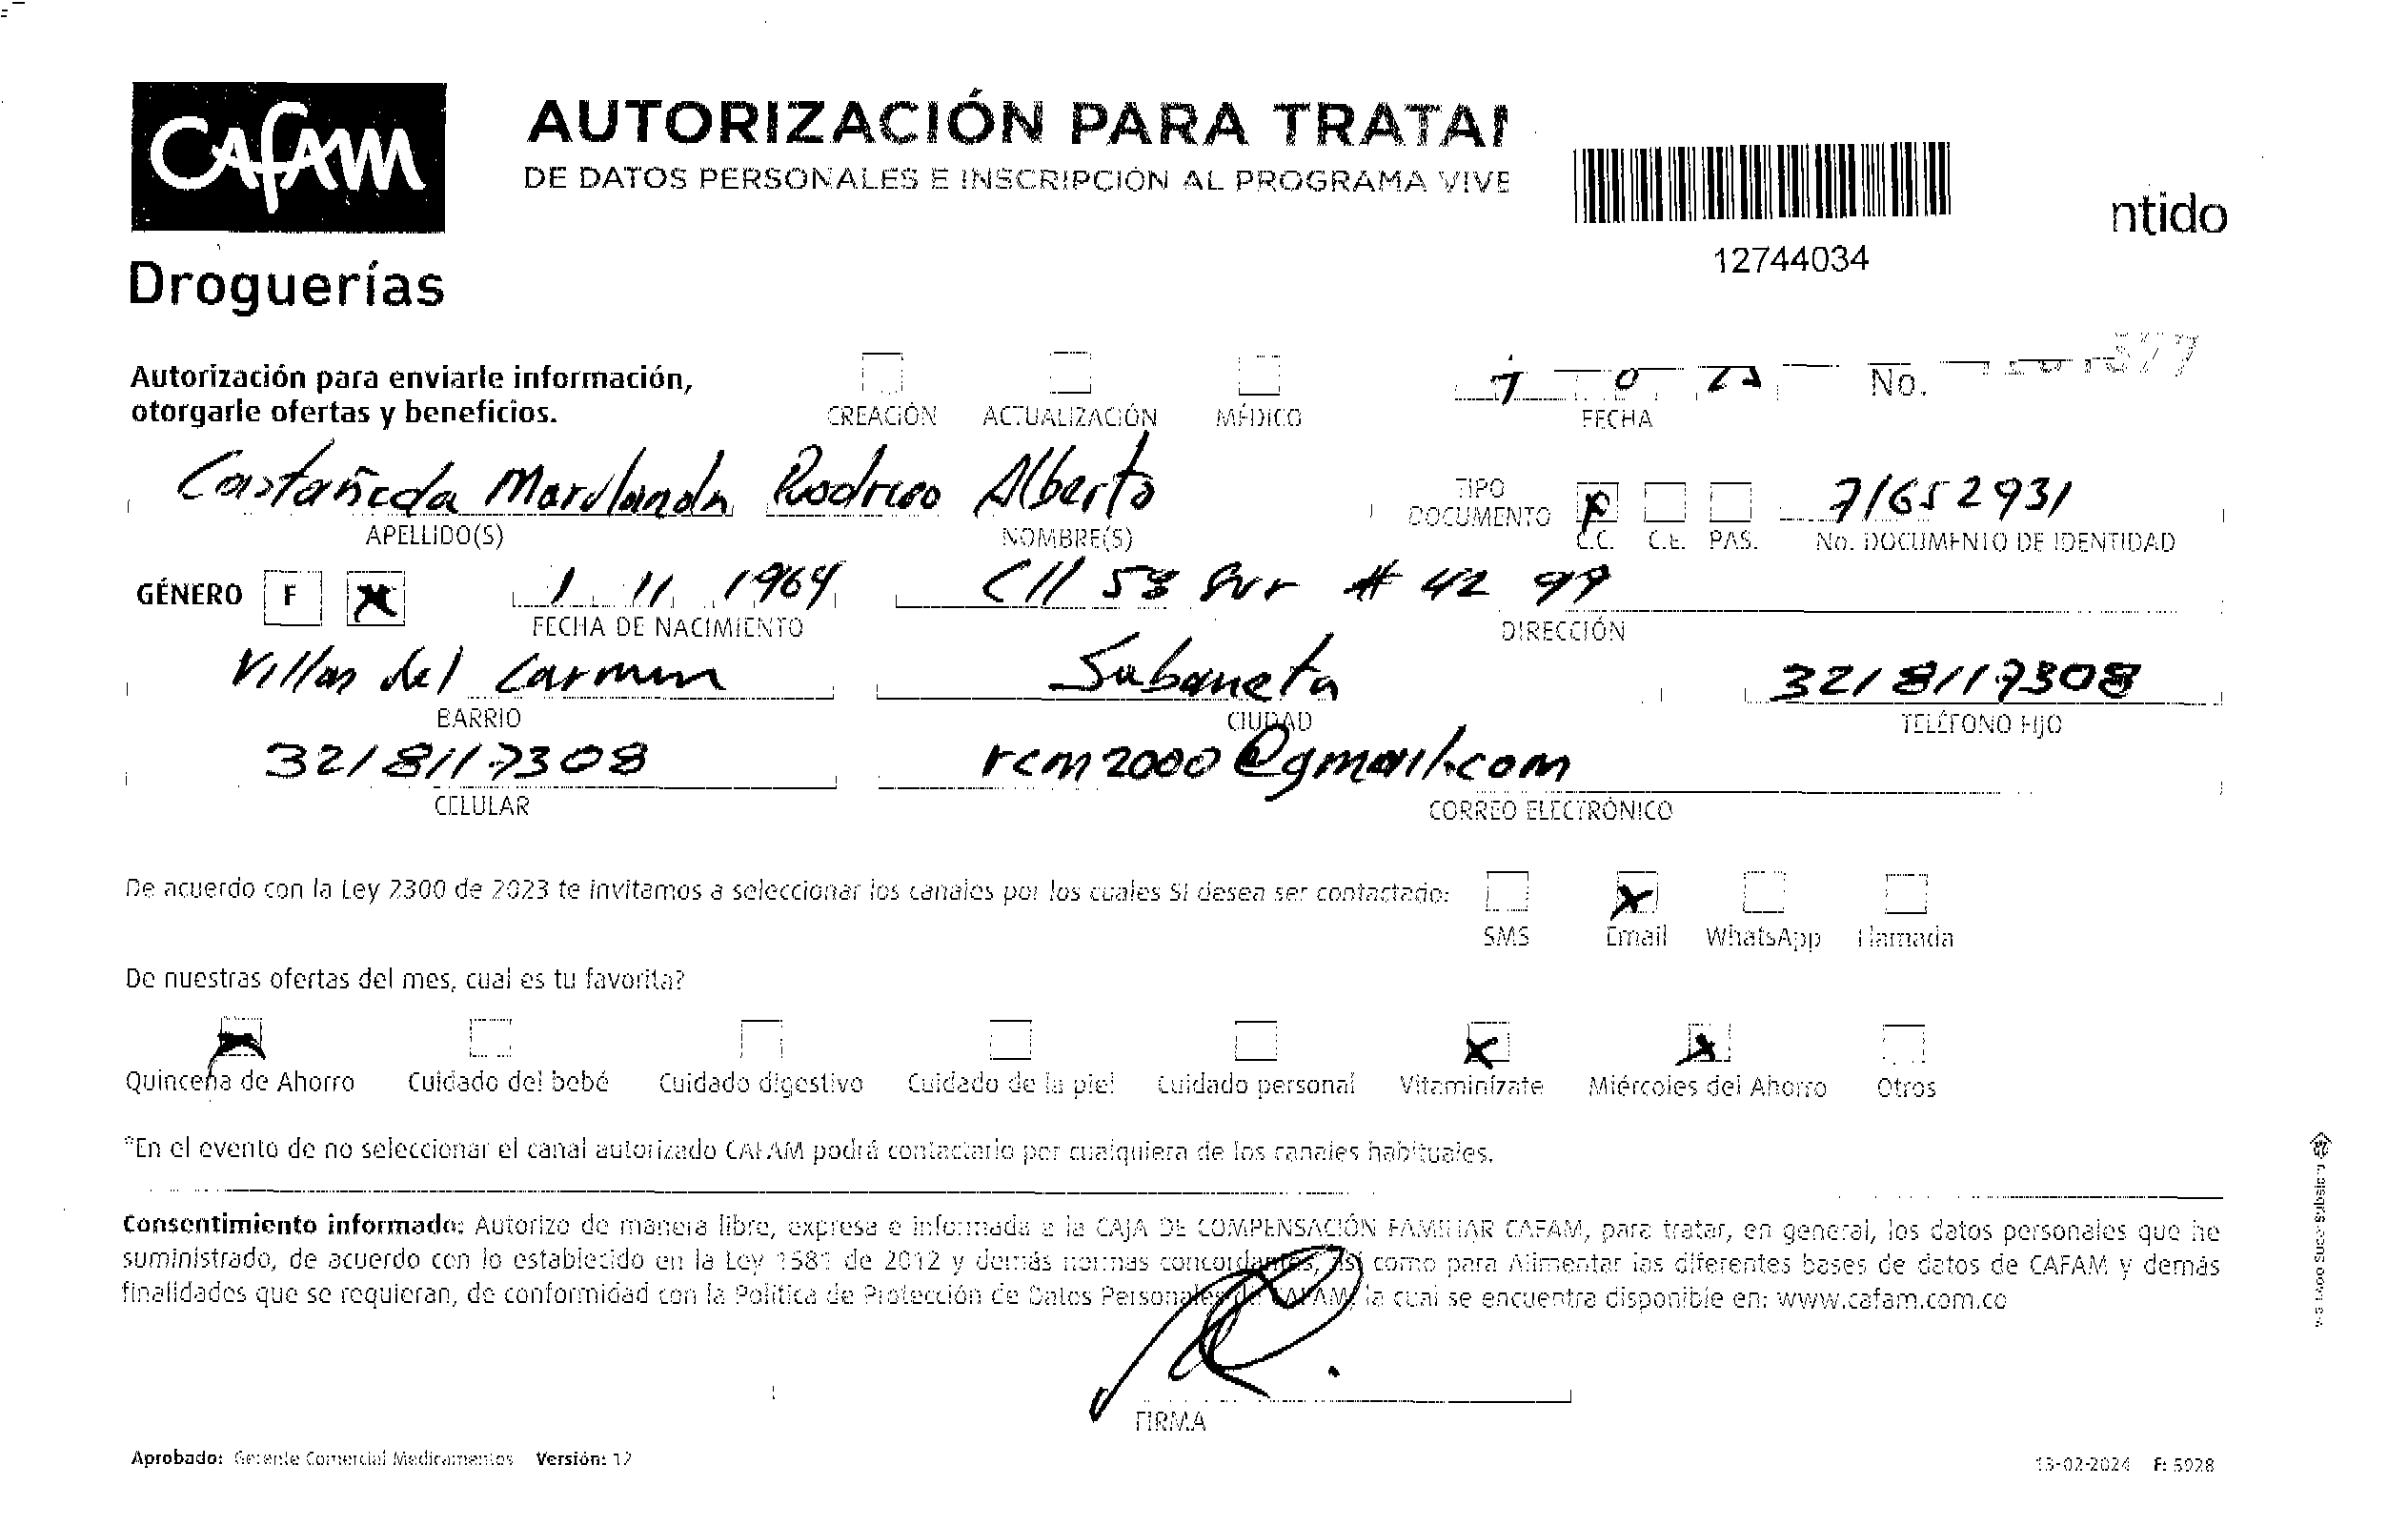 CAFAM
Droguerías
AUTORIZACIÓN PARA TRATAI
DE DATOS PERSONALES E INSCRIPCIÓN AL PROGRAMA VIVE
ntido
12744034
Autorización para enviarle información,
otorgarle ofertas y beneficios.
CREACIÓN ACTUALIZACIÓN MÉDICO
FECHA
No. 377
Castañeda Marulanda Rodrigo Alberto
APELLIDO(S) NOMBRE(S)
TIPO DOCUMENTO C.C. C.E. PAS.
71652931
No. DOCUMENTO DE IDENTIDAD
GÉNERO F
1 11 1964
FECHA DE NACIMIENTO
Cll 53 Sur # 42 99
DIRECCIÓN
Villas del Carmen
BARRIO
Sabaneta
CIUDAD
3218117308
TELÉFONO FIJO
3218117308
CELULAR
rcm2000@gmail.com
CORREO ELECTRÓNICO
De acuerdo con la Ley 2300 de 2023 te invitamos a seleccionar los canales por los cuales SI desea ser contactado:
SMS Email WhatsApp Llamada
De nuestras ofertas del mes, cual es tu favorita?
Quincena de Ahorro Cuidado del bebé Cuidado digestivo Cuidado de la piel Cuidado personal Vitamínízate Miércoles del Ahorro Otros
*En el evento de no seleccionar el canal autorizado CAFAM podrá contactarlo por cualquiera de los canales habituales.
Consentimiento informado: Autorizo de manera libre, expresa e informada a la CAJA DE COMPENSACIÓN FAMILIAR CAFAM, para tratar, en general, los datos personales que he
suministrado, de acuerdo con lo establecido en la Ley 1581 de 2012 y demás normas concordantes, así como para Alimentar las diferentes bases de datos de CAFAM y demás
finalidades que se requieran, de conformidad con la Política de Protección de Datos Personales de CAFAM, la cual se encuentra disponible en: www.cafam.com.co
FIRMA
Aprobado: Gerente Comercial Medicamentos Versión: 12
13-02-2024 F: 5928